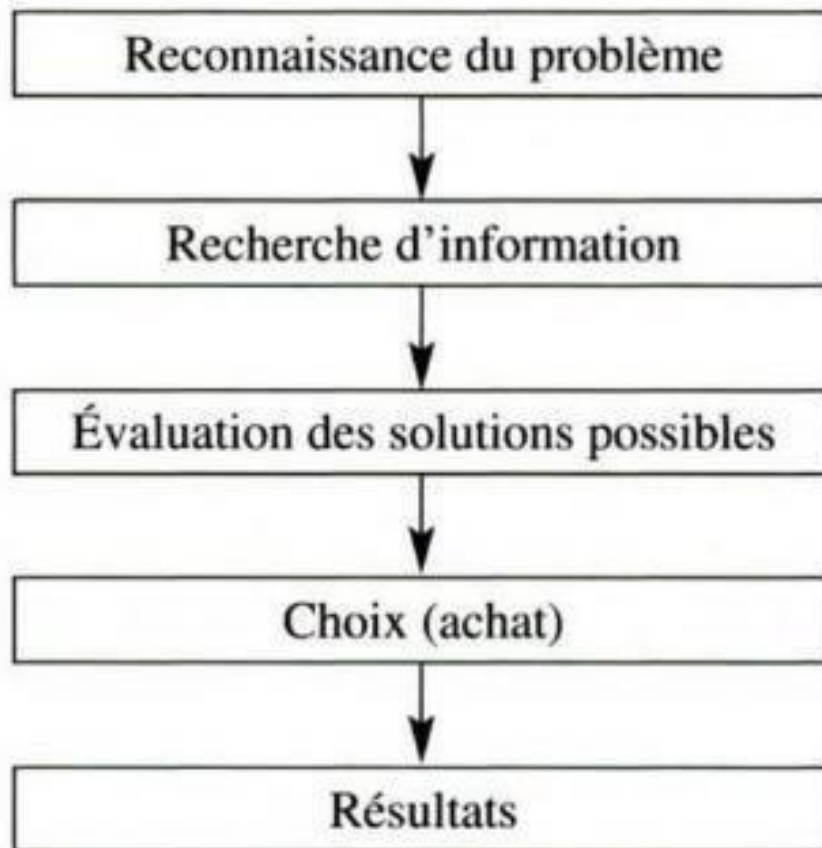 Reconnaissance du problème
Recherche d'information
Évaluation des solutions possibles
Choix (achat)
Résultats